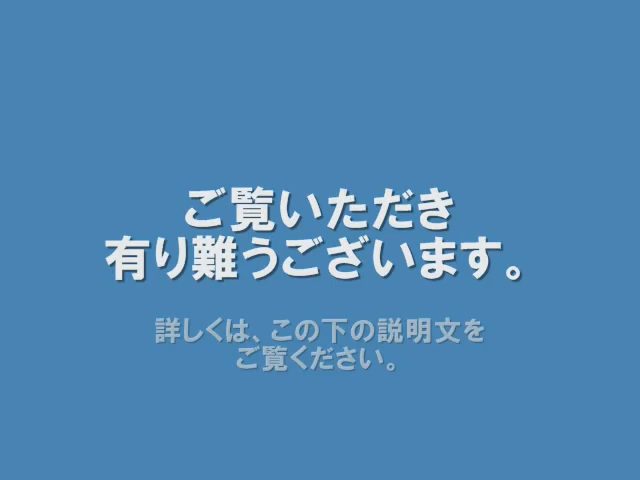 ご覧いただき
有り難うございます。
詳しくは、この下の説明文を
ご覧ください。